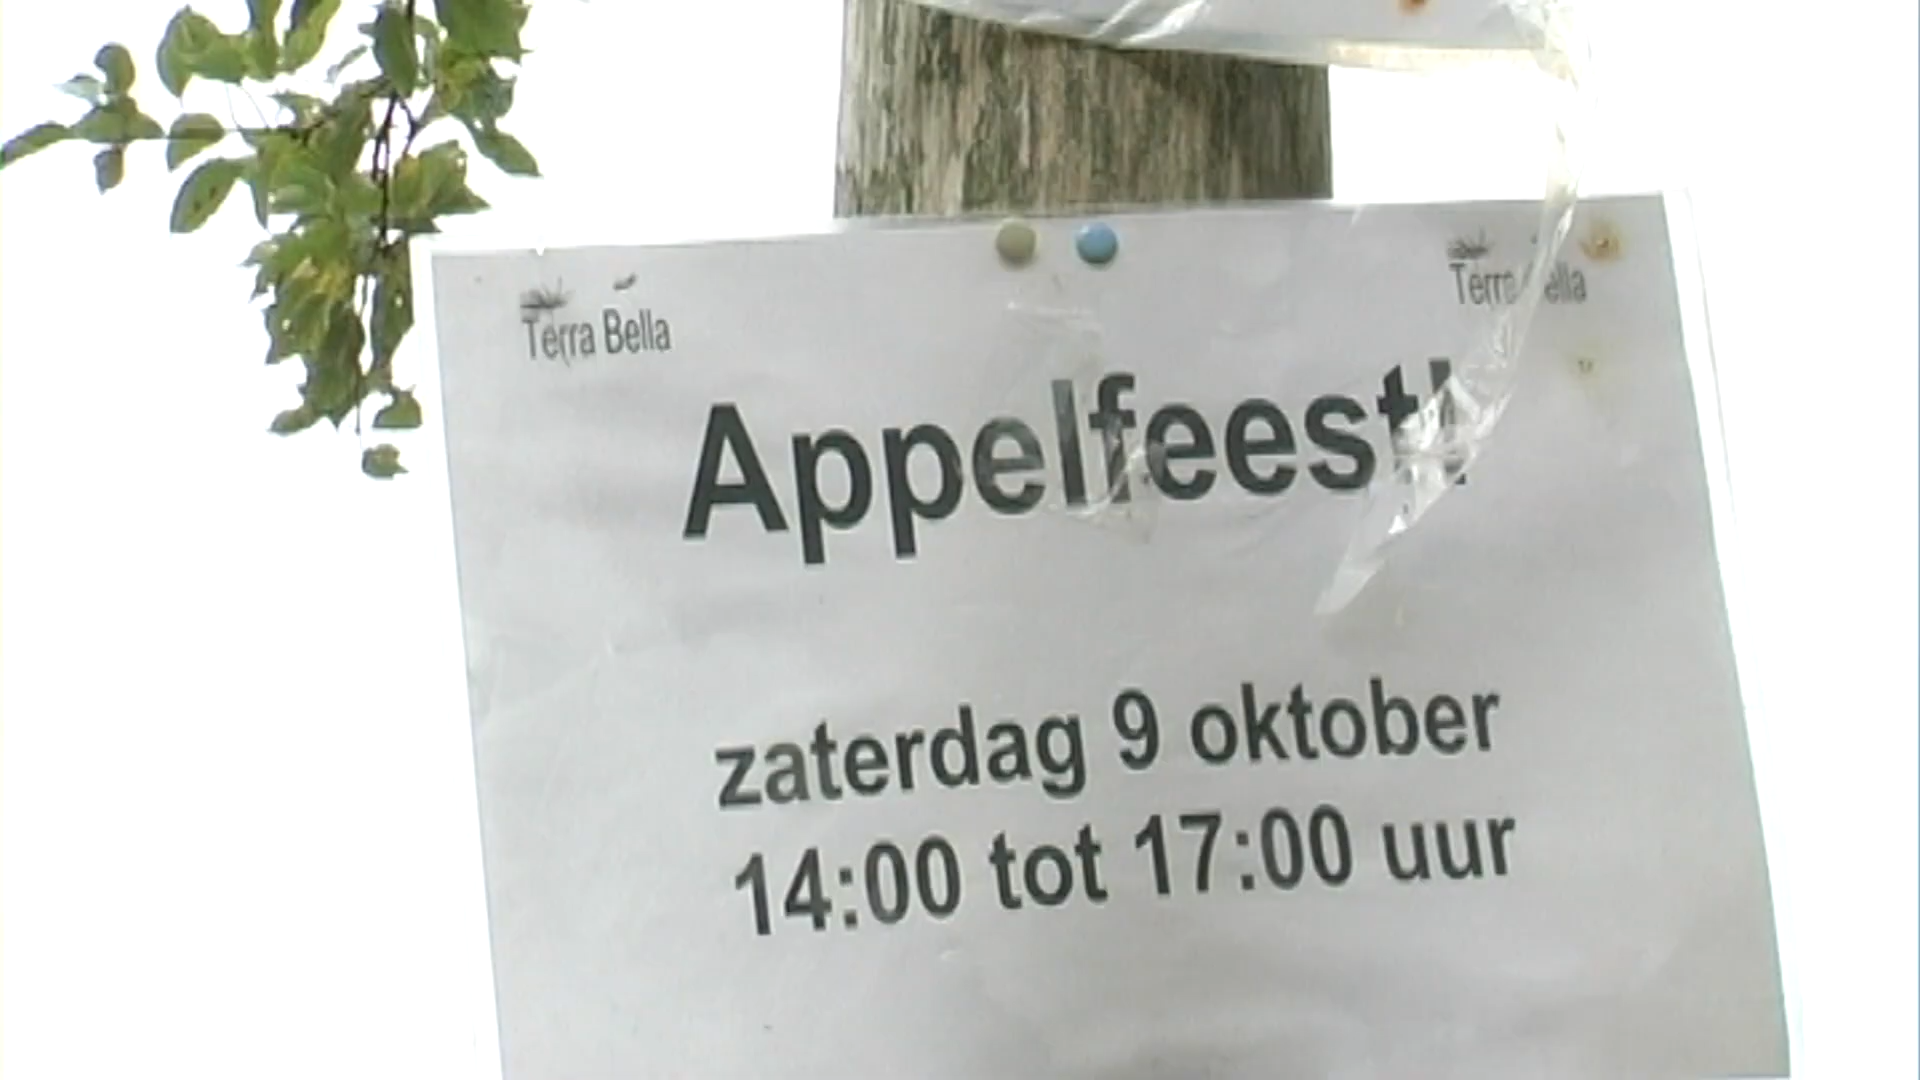 Terra Bella
Terra Bella
Appelfeest!
zaterdag 9 oktober
14:00 tot 17:00 uur